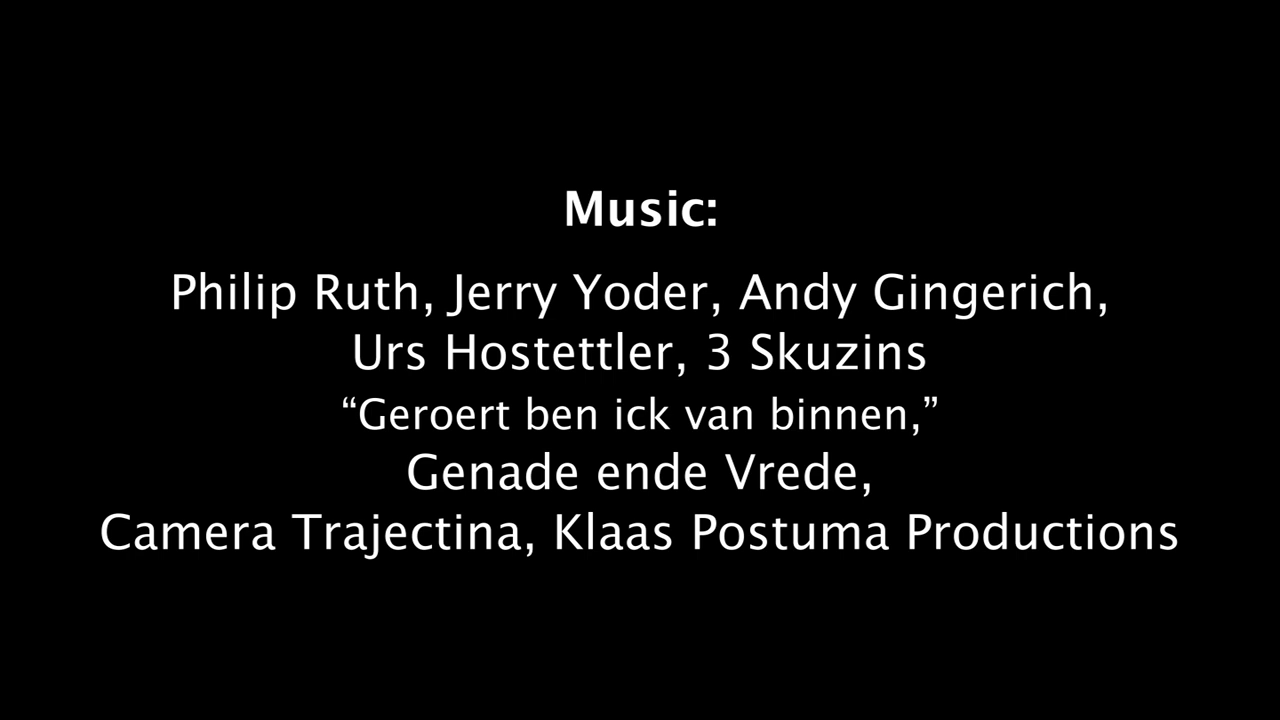 Music:
Philip Ruth, Jerry Yoder, Andy Gingerich,
Urs Hostettler, 3 Skuzins
“Geroert ben ick van binnen,”
Genade ende Vrede,
Camera Trajectina, Klaas Postuma Productions